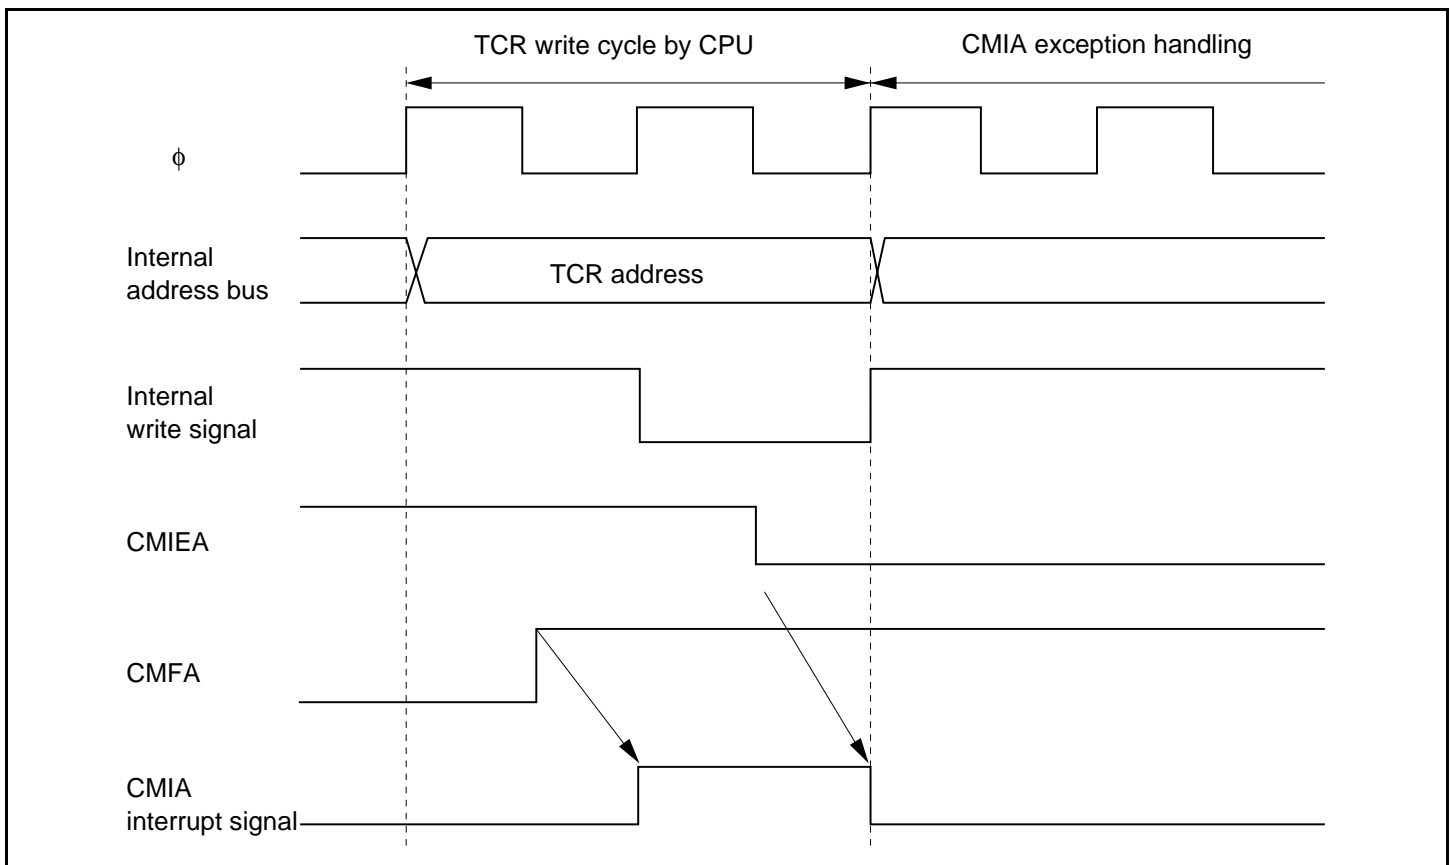 TCR write cycle by CPU
CMIA exception handling
ϕ
Internal
address bus
TCR address
Internal
write signal
CMIEA
CMFA
CMIA
interrupt signal